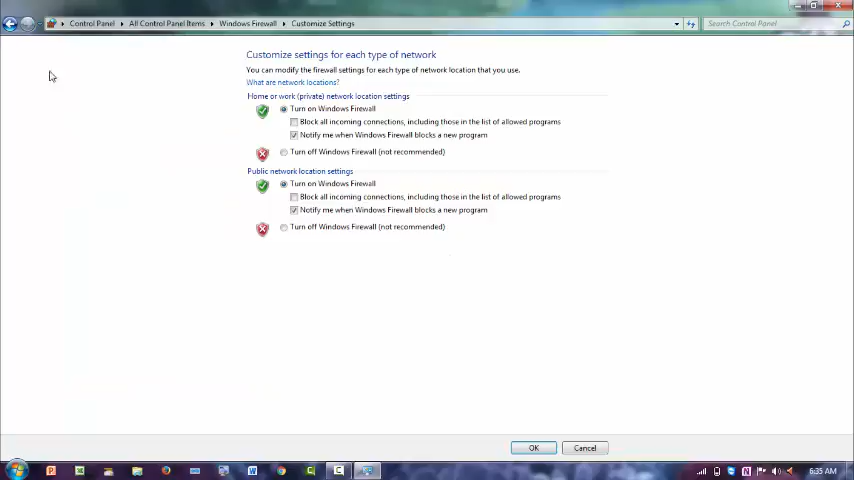 Control Panel All Control Panel Items Windows Firewall Customize Settings Search Control Panel
Customize settings for each type of network
You can modify the firewall settings for each type of network location that you use.
What are network locations?
Home or work (private) network location settings
Turn on Windows Firewall
Block all incoming connections, including those in the list of allowed programs
Notify me when Windows Firewall blocks a new program
Turn off Windows Firewall (not recommended)
Public network location settings
Turn on Windows Firewall
Block all incoming connections, including those in the list of allowed programs
Notify me when Windows Firewall blocks a new program
Turn off Windows Firewall (not recommended)
OK Cancel
6:35 AM